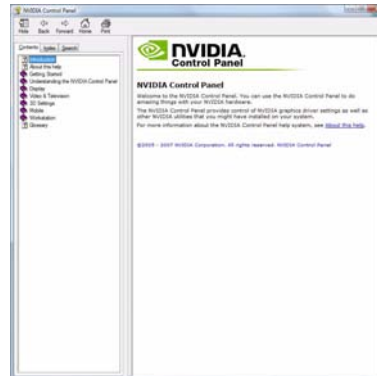 NVIDIA Control Panel
Hide Back Forward Home Print
Contents Index Search
Introduction
About this help
Getting Started
Understanding the NVIDIA Control Panel
Display
Video & Television
3D Settings
Mobile
Workstation
Glossary
NVIDIA.
Control Panel
NVIDIA Control Panel
Welcome to the NVIDIA Control Panel. You can use the NVIDIA Control Panel to do
amazing things with your NVIDIA hardware.
The NVIDIA Control Panel provides control of NVIDIA graphics driver settings as well as
other NVIDIA utilities that you might have installed on your system.
For more information about the NVIDIA Control Panel help system, see About this help.
©2005 - 2007 NVIDIA Corporation. All rights reserved. NVIDIA Control Panel